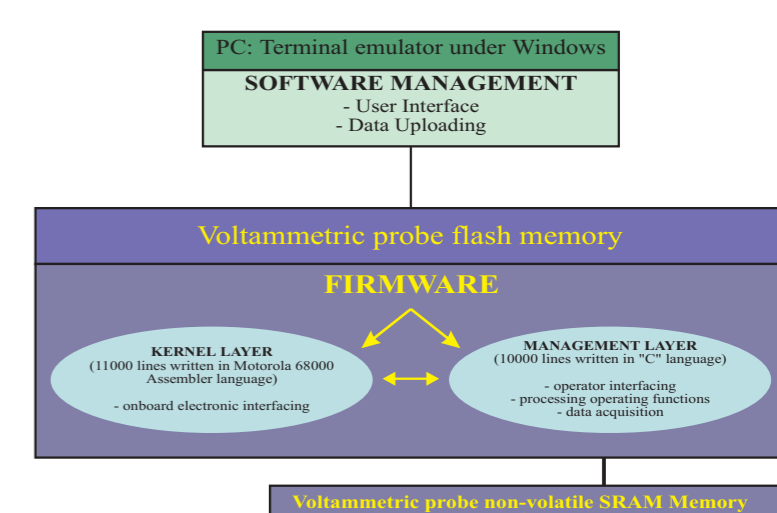 PC: Terminal emulator under Windows
SOFTWARE MANAGEMENT
- User Interface
- Data Uploading
Voltammetric probe flash memory
FIRMWARE
KERNEL LAYER
(11000 lines written in Motorola 68000
Assembler language)
- onboard electronic interfacing
MANAGEMENT LAYER
(10000 lines written in "C" language)
- operator interfacing
- processing operating functions
- data acquisition
Voltammetric probe non-volatile SRAM Memory